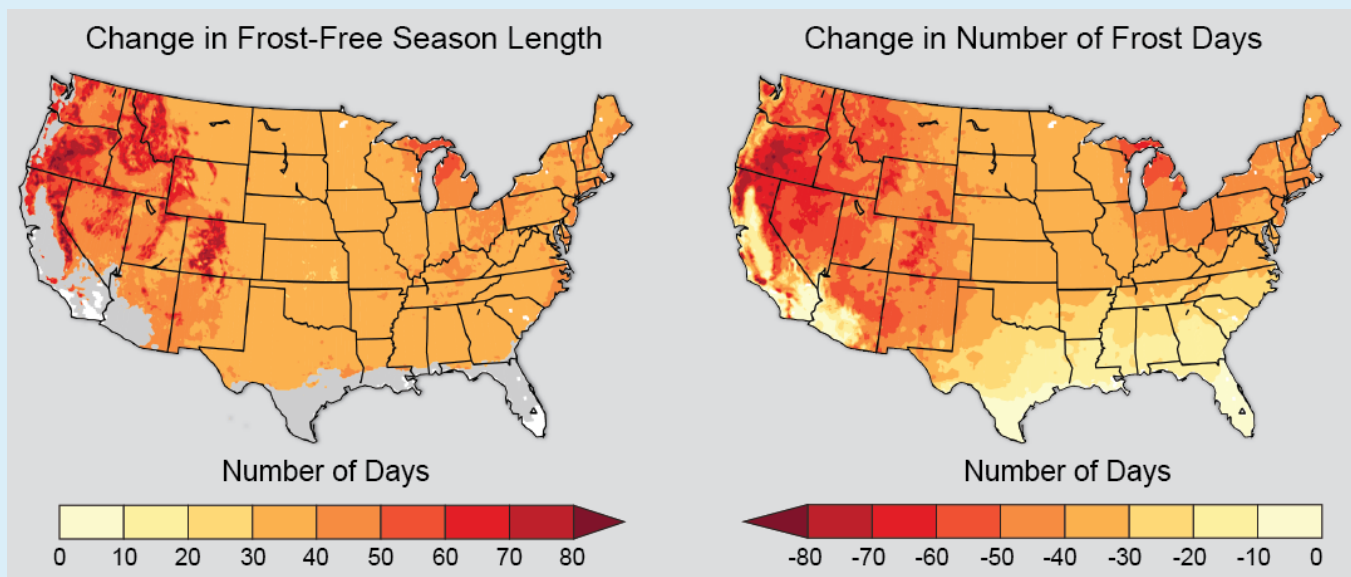 Change in Frost-Free Season Length
Change in Number of Frost Days
Number of Days
0 10 20 30 40 50 60 70 80
Number of Days
-80 -70 -60 -50 -40 -30 -20 -10 0